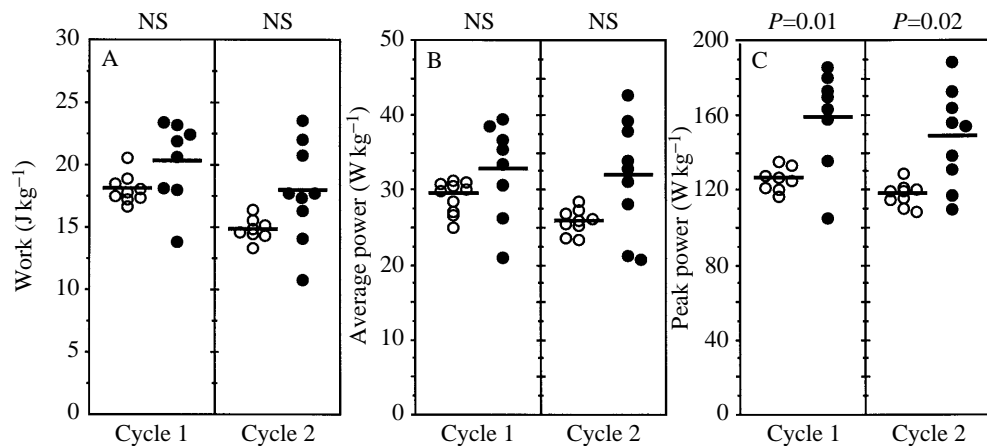 NS NS NS NS P=0.01 P=0.02
30 50 200
A B C
25 40 160
20 30 120
15 20 80
10 10 40
5 0 0
0
Work (J kg⁻¹)
Average power (W kg⁻¹)
Peak power (W kg⁻¹)
Cycle 1 Cycle 2 Cycle 1 Cycle 2 Cycle 1 Cycle 2